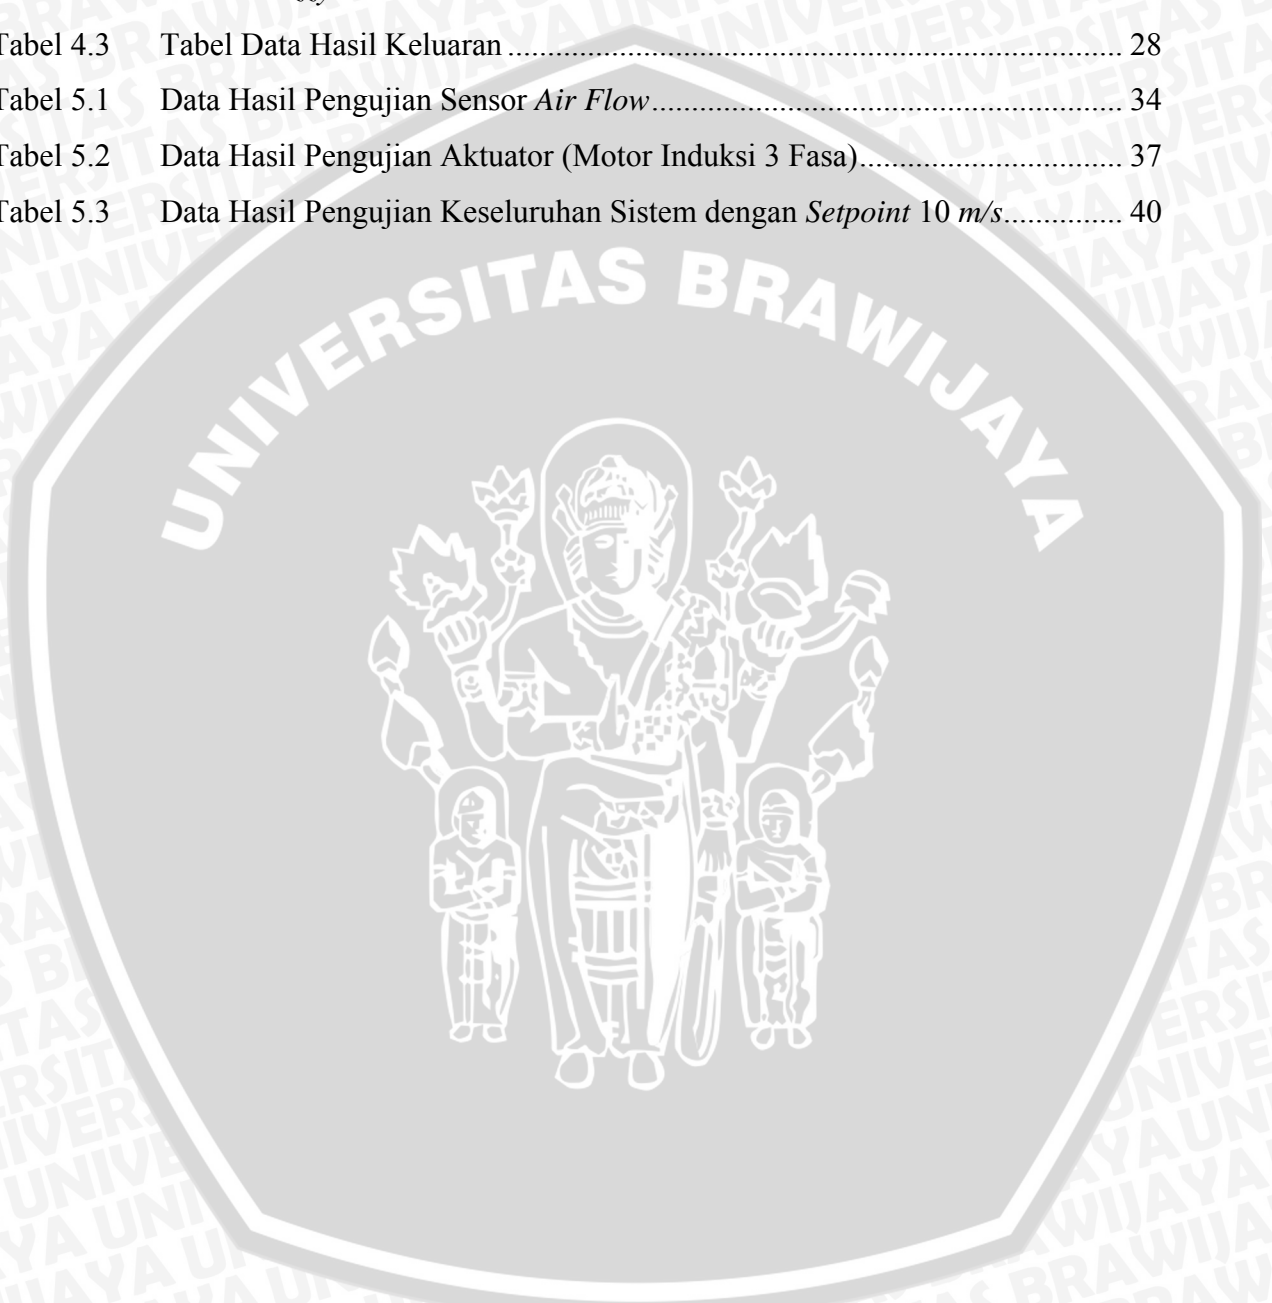 Tabel 4.3 Tabel Data Hasil Keluaran ........................................................................ 28
Tabel 5.1 Data Hasil Pengujian Sensor Air Flow ........................................................ 34
Tabel 5.2 Data Hasil Pengujian Aktuator (Motor Induksi 3 Fasa) ................................ 37
Tabel 5.3 Data Hasil Pengujian Keseluruhan Sistem dengan Setpoint 10 m/s ............... 40
UNIVERSITAS BRAWIJAYA